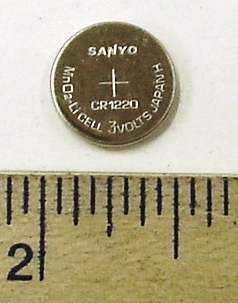 SANYO
+
CR1220
MnO2-Li CELL 3VOLTS JAPAN H
2